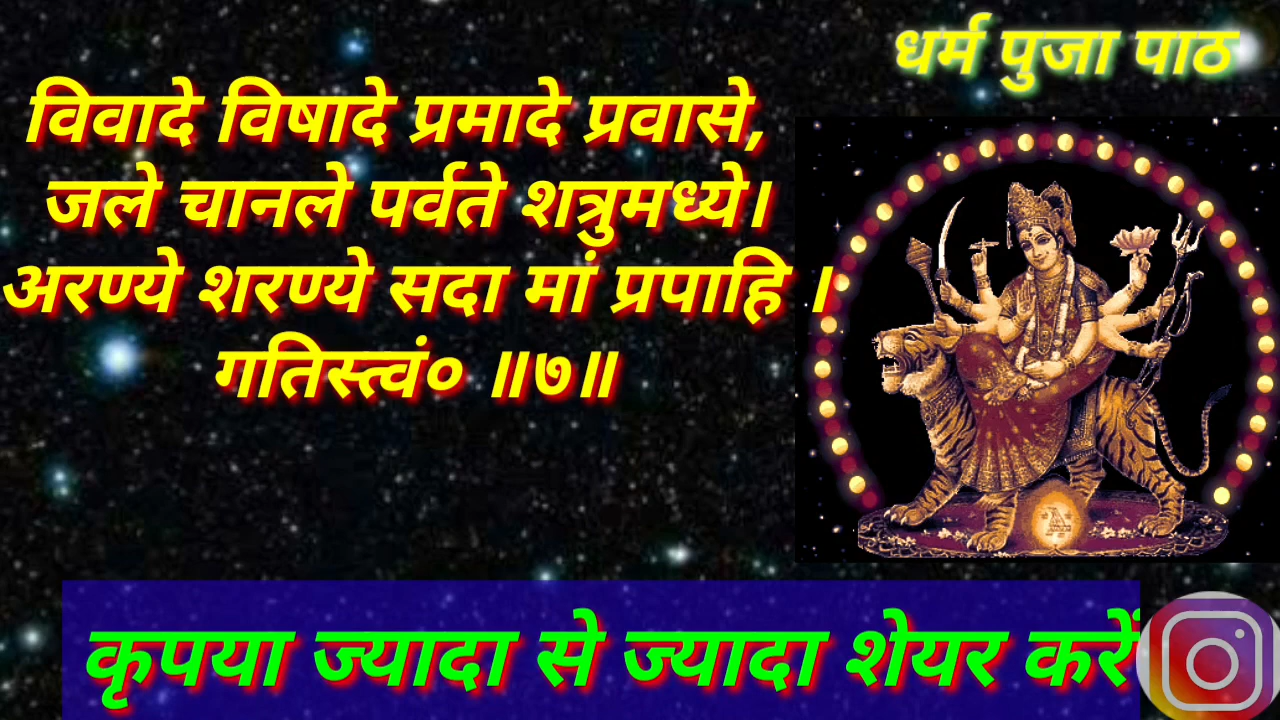 धर्म पुजा पाठ
विवादे विषादे प्रमादे प्रवासे,
जले चानले पर्वते शत्रुमध्ये।
अरण्ये शरण्ये सदा मां प्रपाहि ।
गतिस्त्वं० ॥७॥
कृपया ज्यादा से ज्यादा शेयर करें